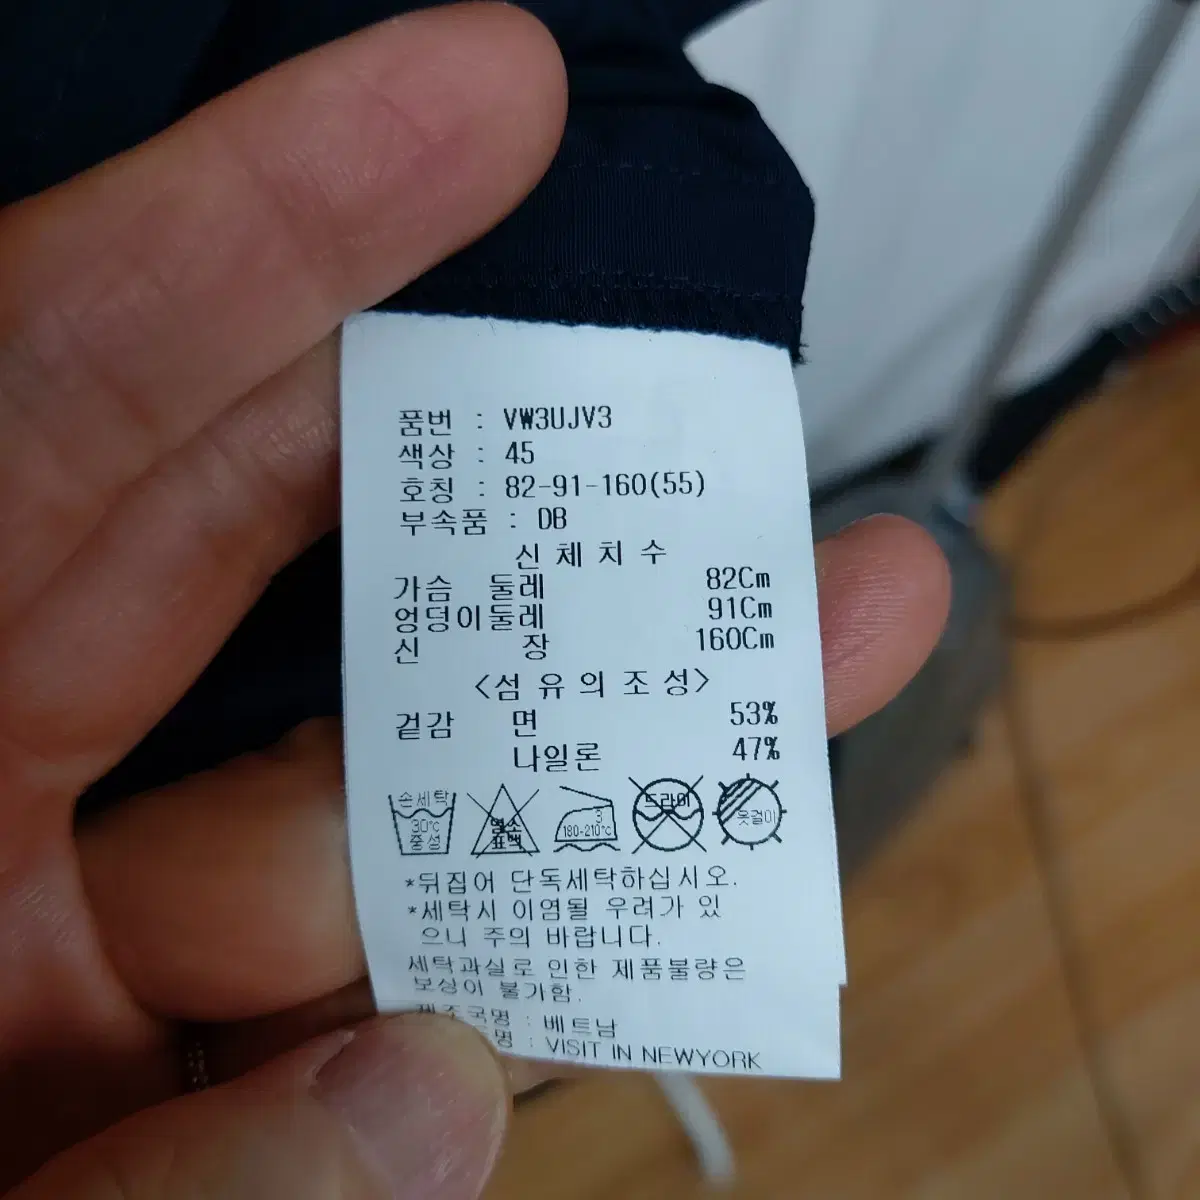 품번 : VW3UJV3
색상 : 45
호칭 : 82-91-160(55)
부속품 : DB
신 체 치 수
가슴 둘레 82Cm
엉덩이둘레 91Cm
신 장 160Cm
<섬 유 의 조 성>
겉감 면 53%
나일론 47%
손세탁 30℃ 중성
염소 표백
3 180-210℃
드라이
옷걸이
*뒤집어 단독세탁하십시오.
*세탁시 이염될 우려가 있
으니 주의 바랍니다.
세탁과실로 인한 제품불량은
보상이 불가함.
제조국명 : 베트남
명 : VISIT IN NEWYORK